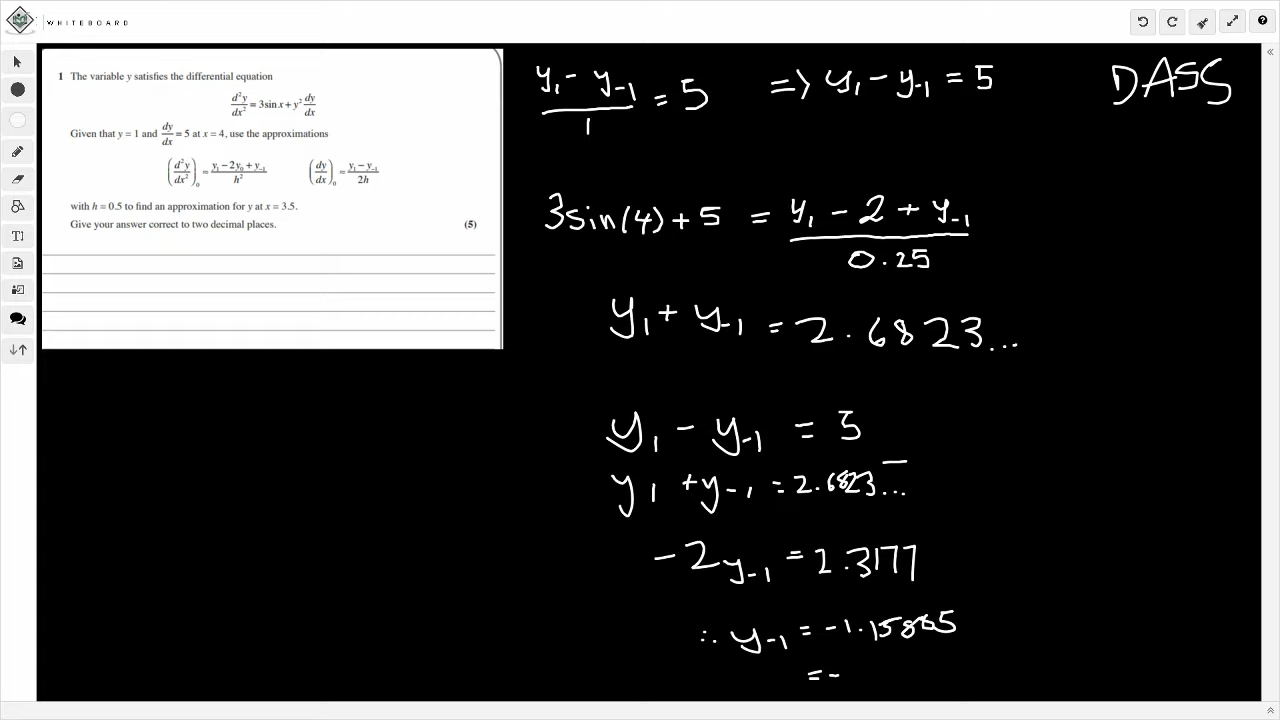 WHITEBOARD
1 The variable y satisfies the differential equation
d²y/dx² = 3sin x + y² dy/dx
Given that y = 1 and dy/dx = 5 at x = 4, use the approximations
(d²y/dx²)₀ ≈ (y₁ − 2y₀ + y₋₁)/h² (dy/dx)₀ ≈ (y₁ − y₋₁)/2h
with h = 0.5 to find an approximation for y at x = 3.5.
Give your answer correct to two decimal places. (5)
(y₁ − y₋₁)/1 = 5 => y₁ − y₋₁ = 5
DASS
3sin(4) + 5 = (y₁ − 2 + y₋₁)/0.25
y₁ + y₋₁ = 2.6823...
y₁ − y₋₁ = 5
y₁ + y₋₁ = 2.6823... −
−2y₋₁ = 2.3177
∴ y₋₁ = −1.15885
= −